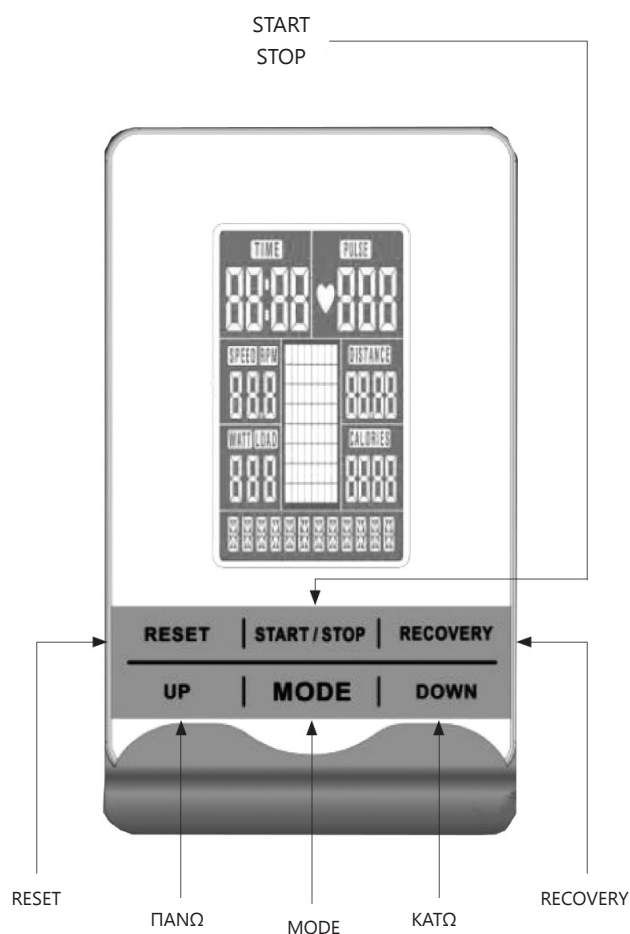 START
STOP
TIME PULSE
88:88 888
SPEED RPM DISTANCE
88.8 88.88
WATT LOAD CALORIES
888 8888
RESET START/STOP RECOVERY
UP MODE DOWN
RESET ΠΑΝΩ MODE ΚΑΤΩ RECOVERY